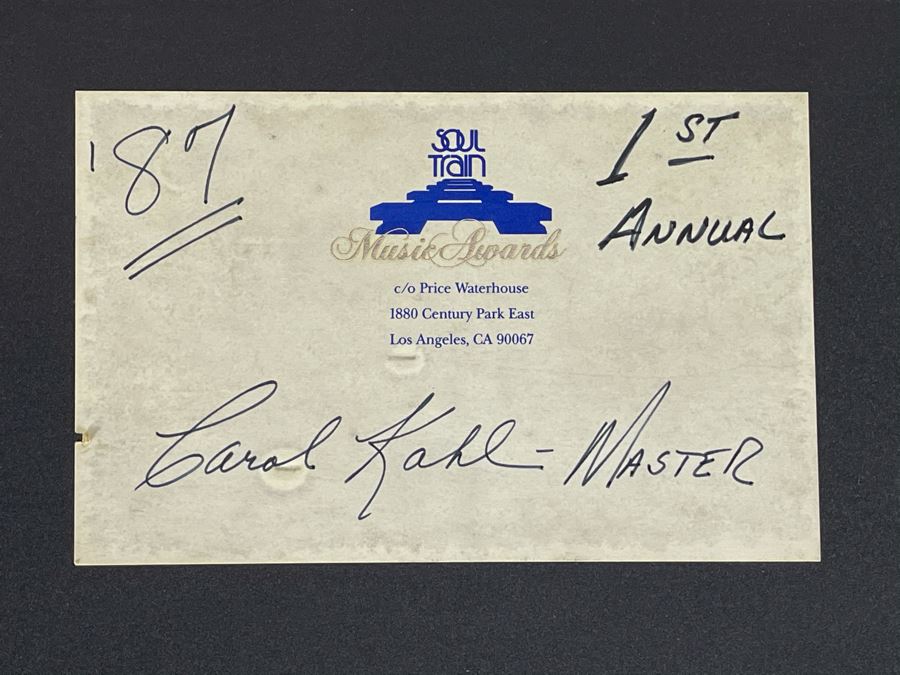 '87
1ST
ANNUAL
SOUL
TRAIN
Music Awards
c/o Price Waterhouse
1880 Century Park East
Los Angeles, CA 90067
Carol Kahl - MASTER